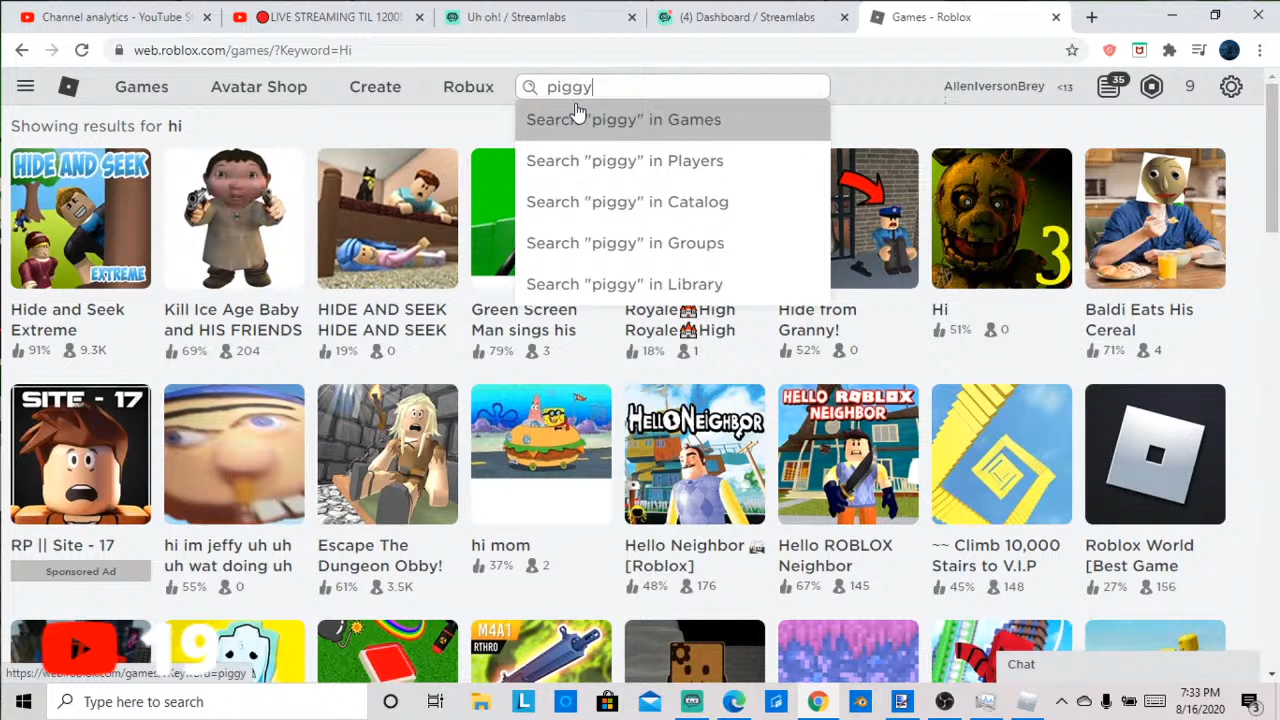 Channel analytics - YouTube S
LIVE STREAMING TIL 1200
Uh oh! / Streamlabs
(4) Dashboard / Streamlabs
Games - Roblox
web.roblox.com/games/?Keyword=Hi
Games
Avatar Shop
Create
Robux
piggy
AllenIversonBrey
<13
35
9
Showing results for hi
Search "piggy" in Games
Search "piggy" in Players
Search "piggy" in Catalog
Search "piggy" in Groups
Search "piggy" in Library
HIDE AND SEEK
EXTREME
3
Hide and Seek
Extreme
91% 9.3K
Kill Ice Age Baby
and HIS FRIENDS
69% 204
HIDE AND SEEK
HIDE AND SEEK
19% 0
Green Screen
Man sings his
79% 3
Royale🏰High
Royale🏰High
18% 1
Hide from
Granny!
52% 0
Hi
51% 0
Baldi Eats His
Cereal
71% 4
SITE - 17
HELLO NEIGHBOR
HELLO ROBLOX
NEIGHBOR
RP || Site - 17
Sponsored Ad
hi im jeffy uh uh
uh wat doing uh
55% 0
Escape The
Dungeon Obby!
61% 3.5K
hi mom
37% 2
Hello Neighbor
[Roblox]
48% 176
Hello ROBLOX
Neighbor
67% 145
~~ Climb 10,000
Stairs to V.I.P
45% 148
Roblox World
[Best Game
27% 156
19
M4A1
RTHRO
Chat
Type here to search
7:33 PM
8/16/2020
3